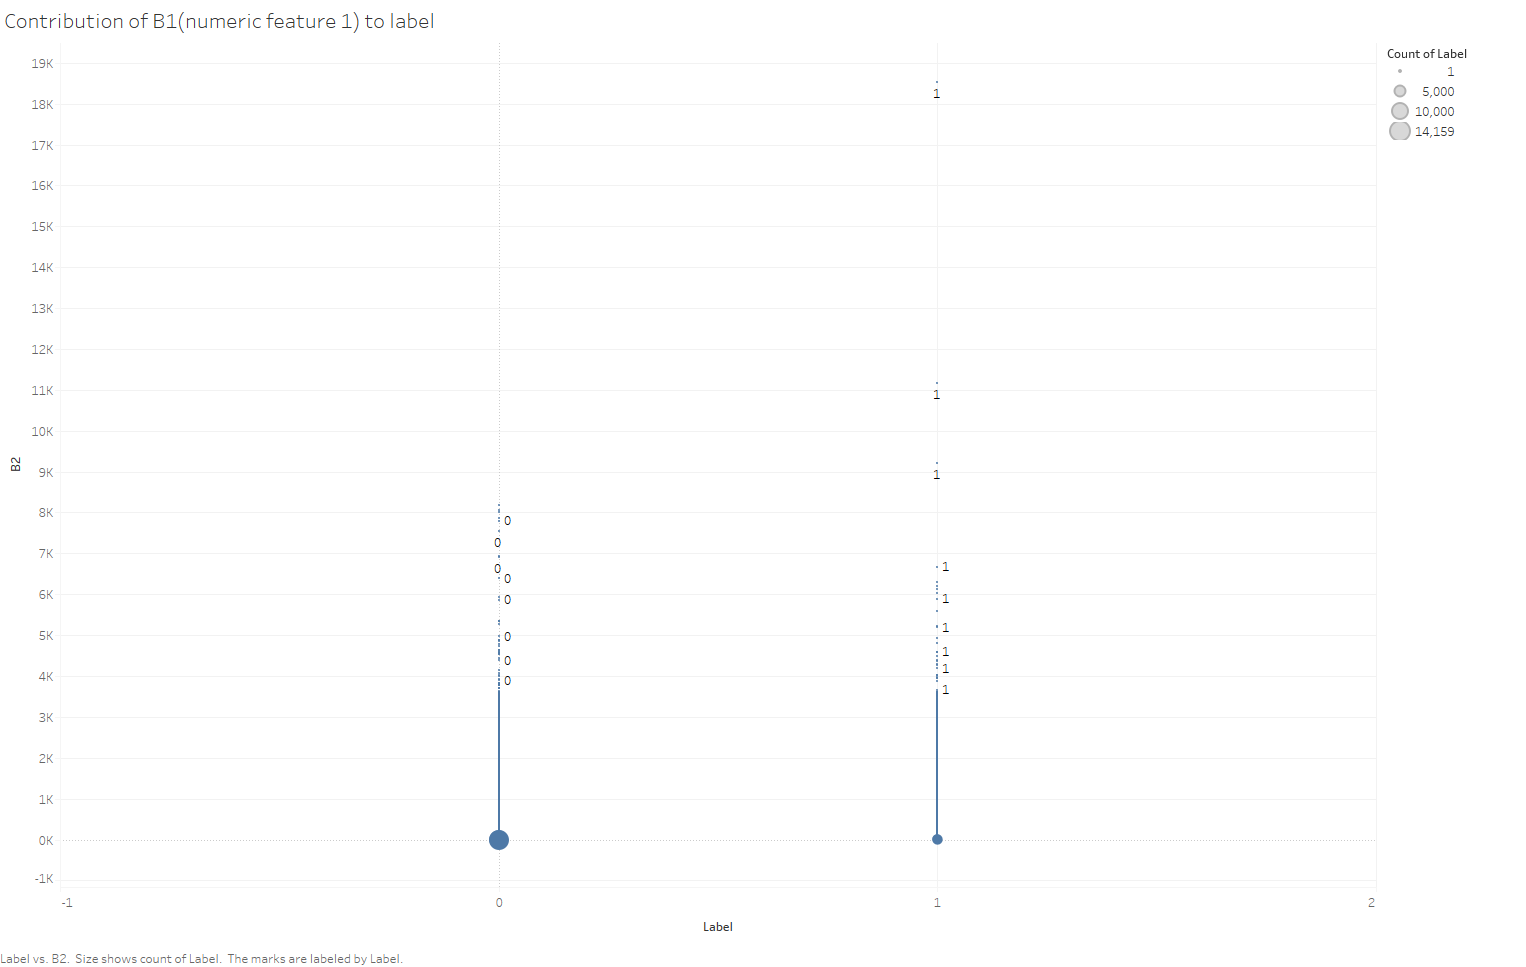 Contribution of B1(numeric feature 1) to label
Count of Label
1
5,000
10,000
14,159
B2
19K
18K
17K
16K
15K
14K
13K
12K
11K
10K
9K
8K
7K
6K
5K
4K
3K
2K
1K
0K
-1K
0
0
0
0
0
0
0
0
1
1
1
1
1
1
1
1
1
-1
0
1
2
Label
Label vs. B2. Size shows count of Label. The marks are labeled by Label.